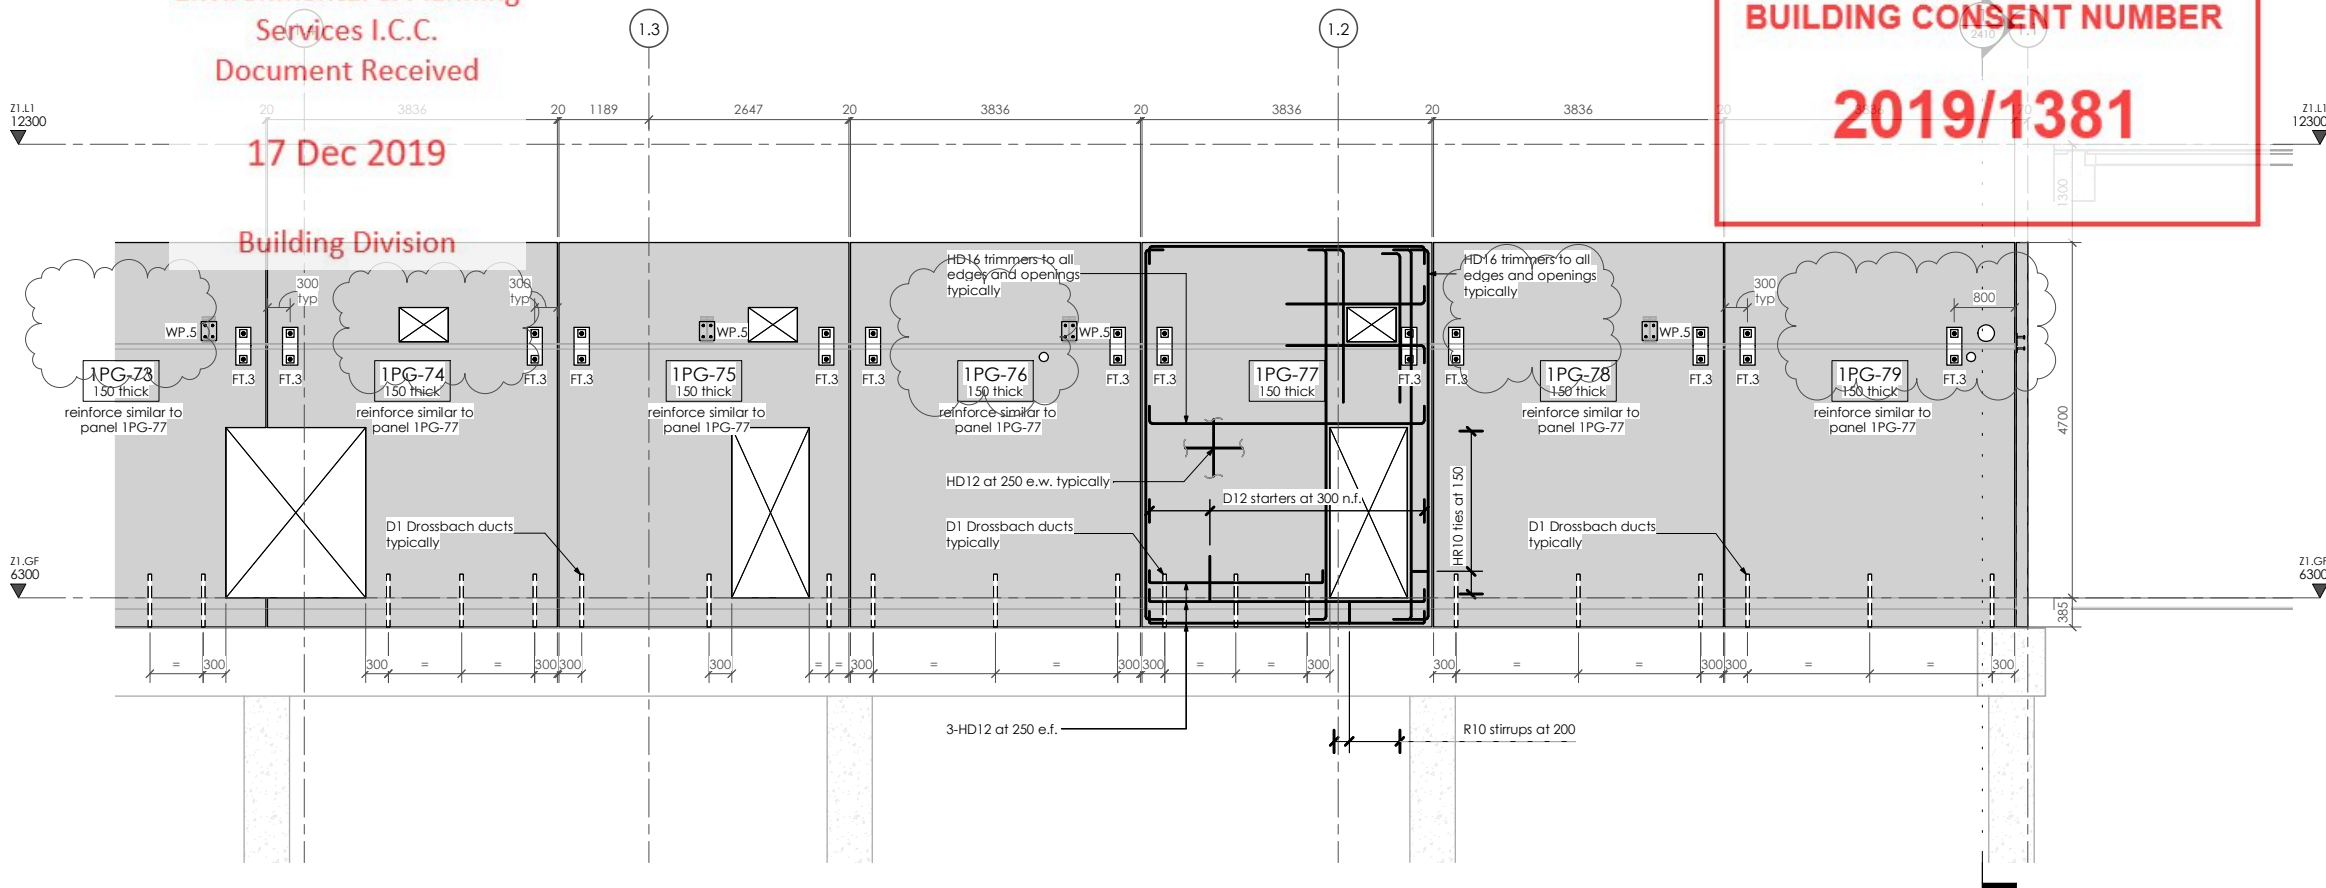 Services I.C.C.
Document Received
17 Dec 2019
Building Division
BUILDING CONSENT NUMBER
2019/1381
1.3
1.2
1.1
2410
Z1.L1
12300
20
3836
20
1189
2647
20
3836
20
3836
20
3836
20
3836
Z1.L1
12300
1300
HD16 trimmers to all
edges and openings
typically
HD16 trimmers to all
edges and openings
typically
300
typ
300
typ
300
typ
800
WP.5
WP.5
WP.5
WP.5
FT.3
FT.3
FT.3
FT.3
FT.3
FT.3
FT.3
FT.3
FT.3
FT.3
FT.3
FT.3
FT.3
1PG-73
150 thick
reinforce similar to
panel 1PG-77
1PG-74
150 thick
reinforce similar to
panel 1PG-77
1PG-75
150 thick
reinforce similar to
panel 1PG-77
1PG-76
150 thick
reinforce similar to
panel 1PG-77
1PG-77
150 thick
1PG-78
150 thick
reinforce similar to
panel 1PG-77
1PG-79
150 thick
reinforce similar to
panel 1PG-77
4700
HD12 at 250 e.w. typically
D12 starters at 300 n.f.
HR10 ties at 150
D1 Drossbach ducts
typically
D1 Drossbach ducts
typically
D1 Drossbach ducts
typically
Z1.GF
6300
Z1.GF
6300
385
= 300
300 = = 300 300
300
= = 300 = = 300 300 = = 300
300 = = 300 300 = = 300
3-HD12 at 250 e.f.
R10 stirrups at 200